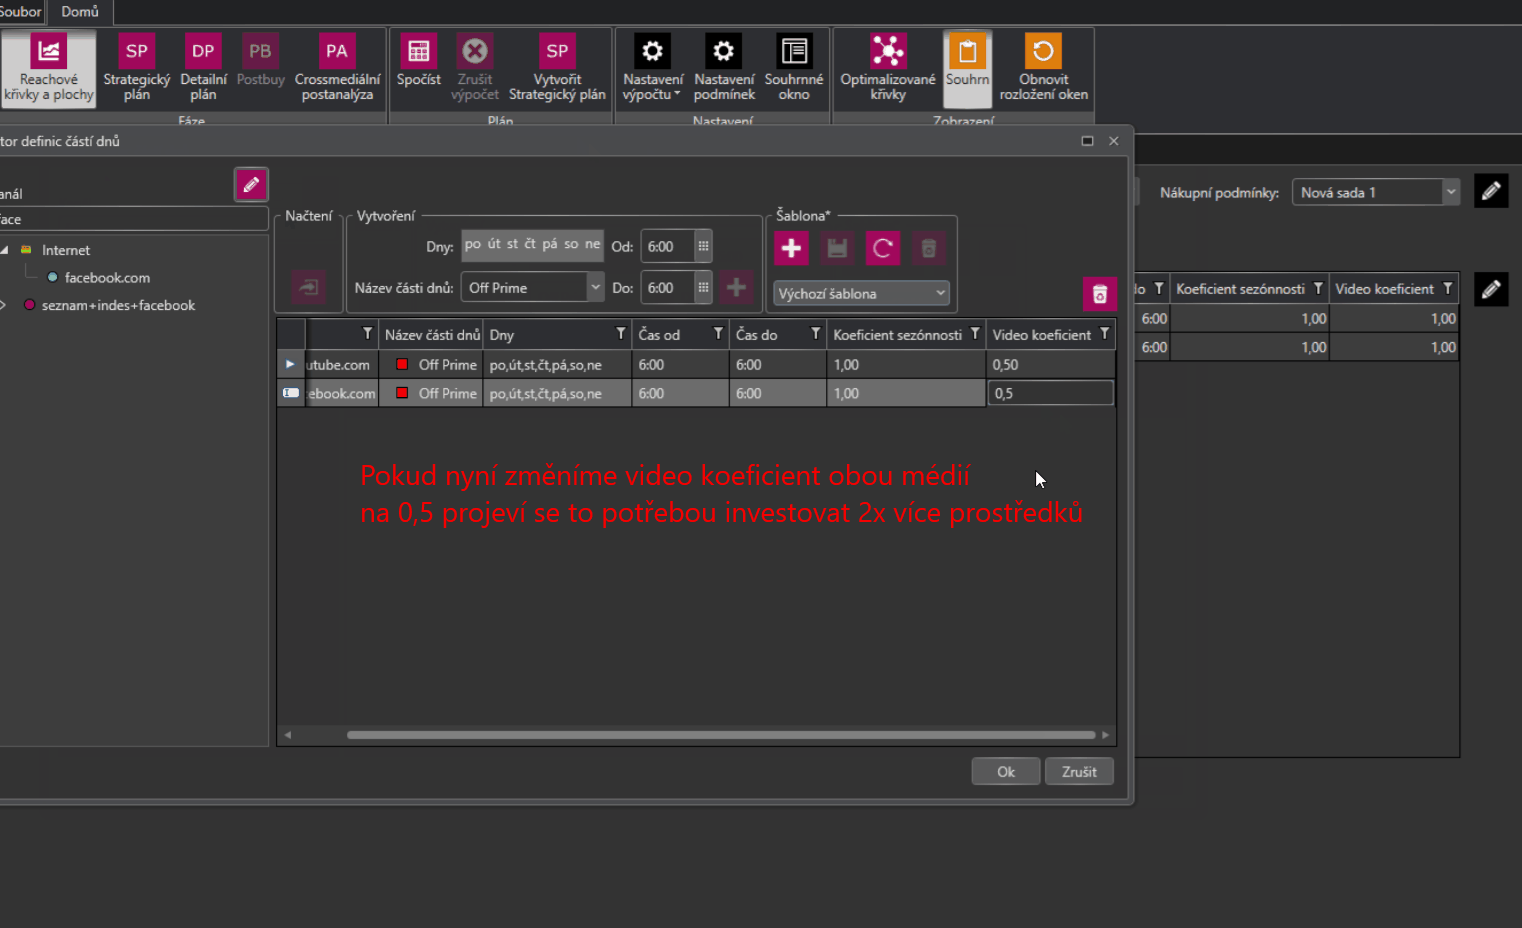 Soubor Domů
Reachové
křivky a plochy
SP
Strategický
plán
DP
Detailní
plán
PB
Postbuy
PA
Crossmediální
postanalýza
Spočíst
Zrušit
výpočet
SP
Vytvořit
Strategický plán
Nastavení
výpočtu
Nastavení
podmínek
Souhrnné
okno
Optimalizované
křivky
Souhrn
Obnovit
rozložení oken
Fáze Plán Nastavení Zobrazení
tor definic částí dnů
Nákupní podmínky: Nová sada 1
anál
face
Internet
facebook.com
seznam+indes+facebook
Načtení
Vytvoření
Dny: po út st čt pá so ne Od: 6:00
Název části dnů: Off Prime Do: 6:00
Šablona*
Výchozí šablona
Název části dnů Dny Čas od Čas do Koeficient sezónnosti Video koeficient
utube.com Off Prime po,út,st,čt,pá,so,ne 6:00 6:00 1,00 0,50
ebook.com Off Prime po,út,st,čt,pá,so,ne 6:00 6:00 1,00 0,5
lo Koeficient sezónnosti Video koeficient
6:00 1,00 1,00
6:00 1,00 1,00
Pokud nyní změníme video koeficient obou médií
na 0,5 projeví se to potřebou investovat 2x více prostředků
Ok Zrušit